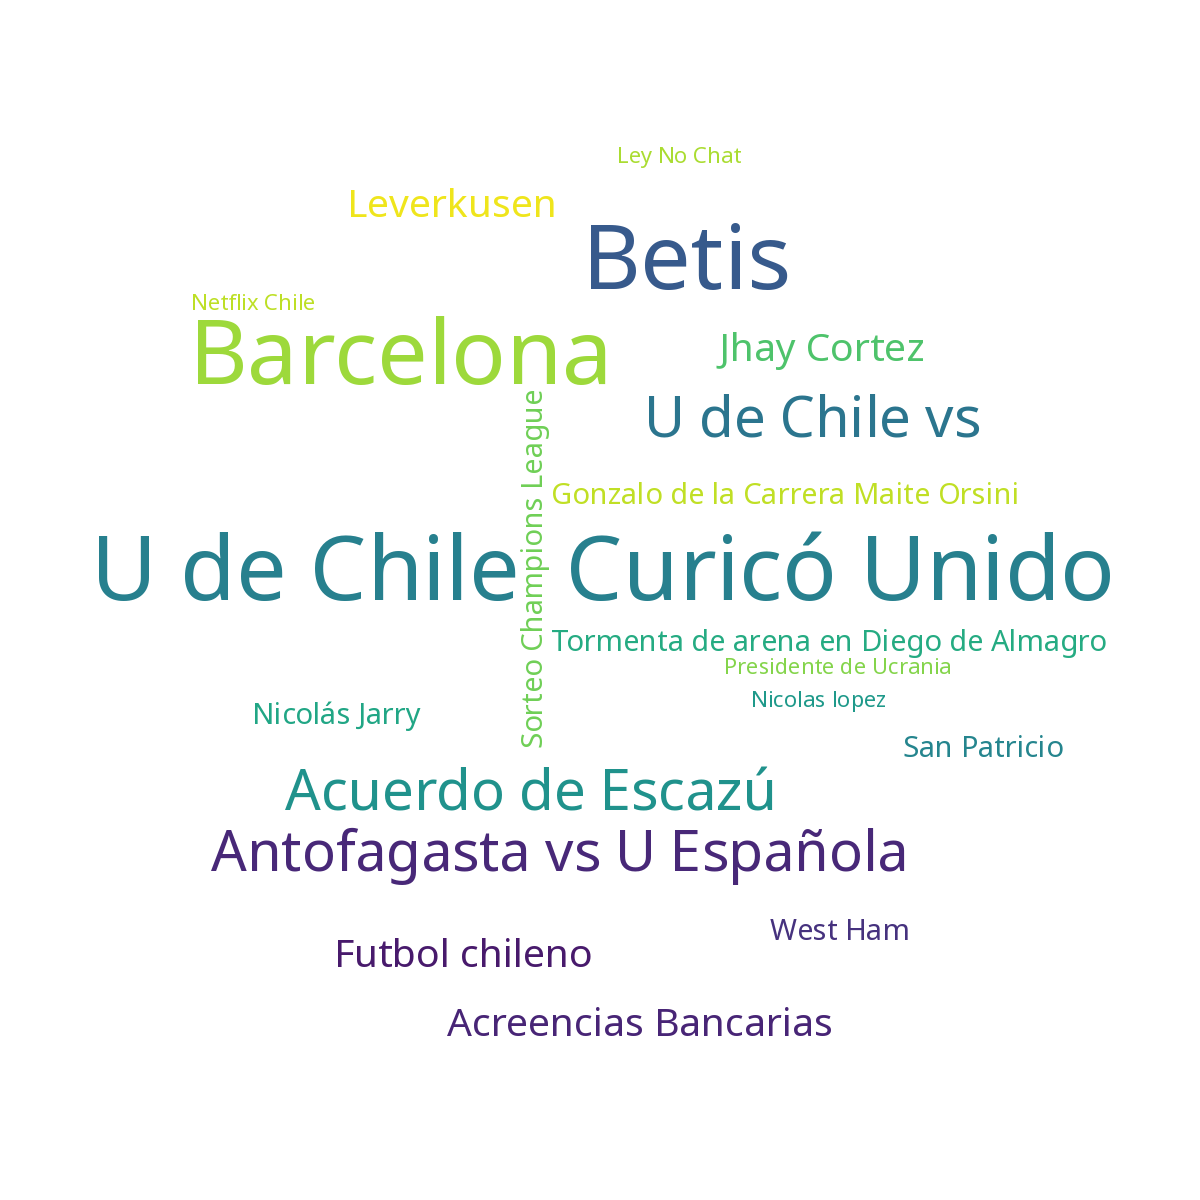 Ley No Chat
Leverkusen
Betis
Netflix Chile
Barcelona
Jhay Cortez
U de Chile vs
Sorteo Champions League
Gonzalo de la Carrera Maite Orsini
U de Chile
Curicó Unido
Tormenta de arena en Diego de Almagro
Presidente de Ucrania
Nicolas lopez
Nicolás Jarry
San Patricio
Acuerdo de Escazú
Antofagasta vs U Española
West Ham
Futbol chileno
Acreencias Bancarias